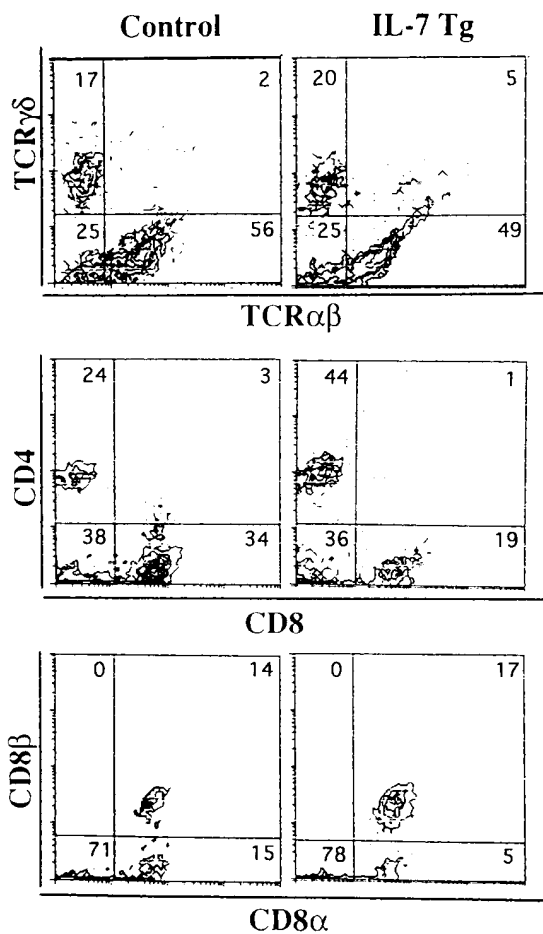 Control IL-7 Tg
TCRγδ
17 2
25 56
20 5
25 49
TCRαβ
CD4
24 3
38 34
44 1
36 19
CD8
CD8β
0 14
71 15
0 17
78 5
CD8α